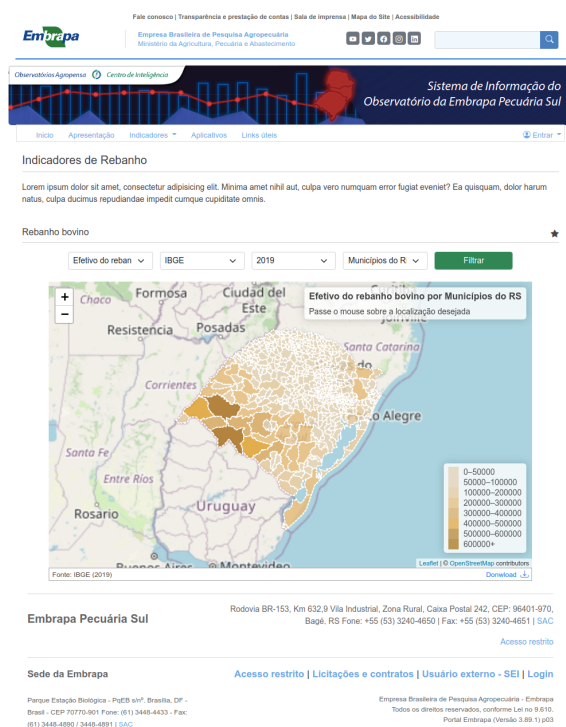 Fale conosco | Transparência e prestação de contas | Sala de imprensa | Mapa do Site | Acessibilidade
Embrapa
Empresa Brasileira de Pesquisa Agropecuária
Ministério da Agricultura, Pecuária e Abastecimento
Observatórios Agropensa Centro de Inteligência
Sistema de Informação do
Observatório da Embrapa Pecuária Sul
Início Apresentação Indicadores Aplicativos Links úteis Entrar
Indicadores de Rebanho
Lorem ipsum dolor sit amet, consectetur adipisicing elit. Minima amet nihil aut, culpa vero numquam error fugiat eveniet? Ea quisquam, dolor harum
natus, culpa ducimus repudiandae impedit cumque cupiditate omnis.
Rebanho bovino
Efetivo do reban IBGE 2019 Municípios do R Filtrar
+
−
Efetivo do rebanho bovino por Municípios do RS
Passe o mouse sobre a localização desejada
Chaco
Formosa
Ciudad del
Este
Resistencia
Posadas
Santa Catarina
Corrientes
o Alegre
Santa Fe
Entre Ríos
Rosario
Uruguay
Buenos Aires
Montevideo
0–50000
50000–100000
100000–200000
200000–300000
300000–400000
400000–500000
500000–600000
600000+
Leaflet | © OpenStreetMap contributors
Fonte: IBGE (2019) Donwload
Embrapa Pecuária Sul
Rodovia BR-153, Km 632,9 Vila Industrial, Zona Rural, Caixa Postal 242, CEP: 96401-970,
Bagé, RS Fone: +55 (53) 3240-4650 | Fax: +55 (53) 3240-4651 | SAC
Acesso restrito
Sede da Embrapa
Acesso restrito | Licitações e contratos | Usuário externo - SEI | Login
Parque Estação Biológica - PqEB s/nº. Brasília, DF -
Brasil - CEP 70770-901 Fone: (61) 3448-4433 - Fax:
(61) 3448-4890 / 3448-4891 | SAC
Empresa Brasileira de Pesquisa Agropecuária - Embrapa
Todos os direitos reservados, conforme Lei no 9.610.
Portal Embrapa (Versão 3.89.1) p03